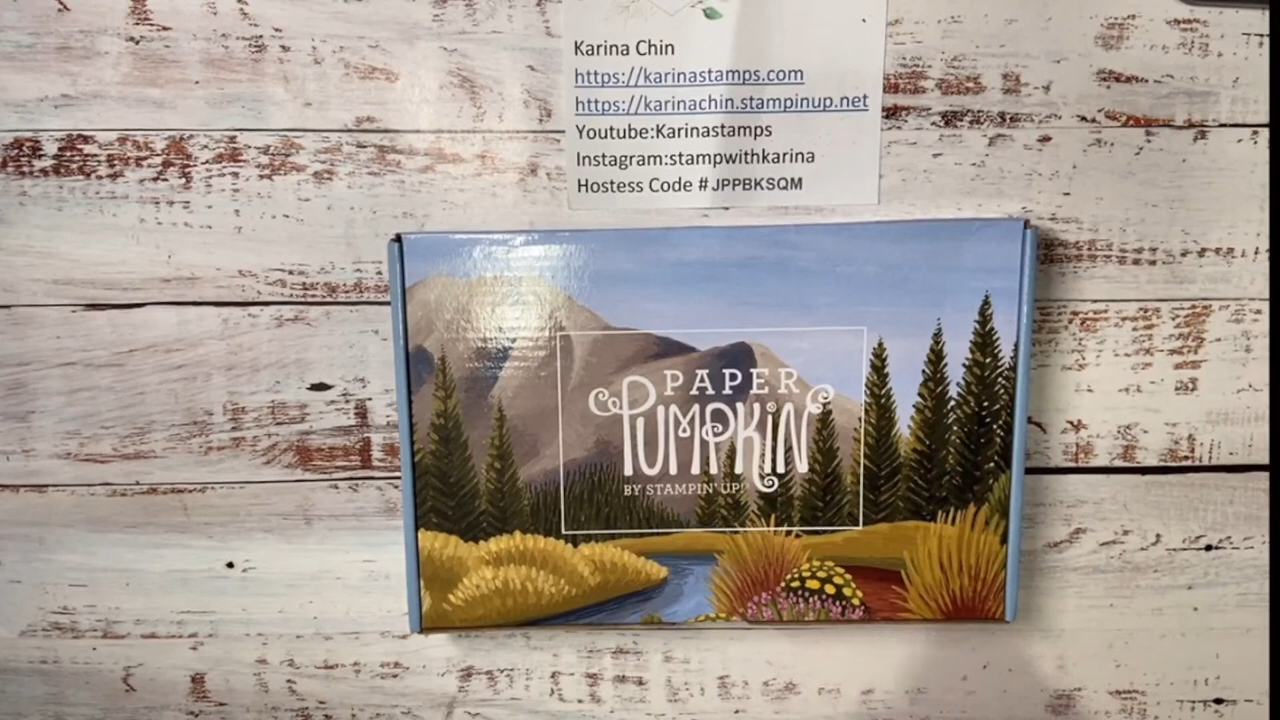 Karina Chin
https://karinastamps.com
https://karinachin.stampinup.net
Youtube:Karinastamps
Instagram:stampwithkarina
Hostess Code #JPPBKSQM
PAPER
PUMPKIN
BY STAMPIN' UP!